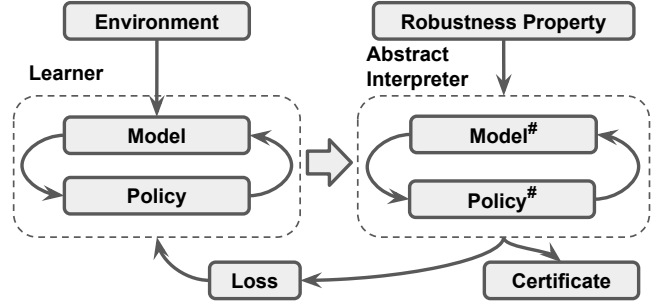 Environment
Robustness Property
Learner
Abstract
Interpreter
Model
Model#
Policy
Policy#
Loss
Certificate